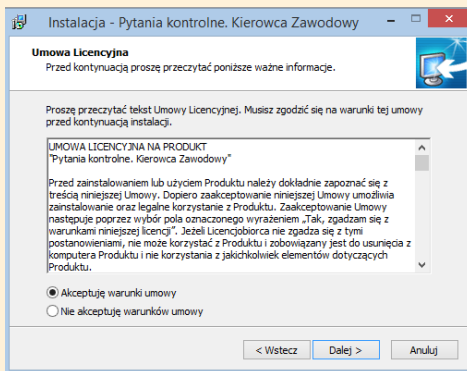 Instalacja - Pytania kontrolne. Kierowca Zawodowy
Umowa Licencyjna
Przed kontynuacją proszę przeczytać poniższe ważne informacje.
Proszę przeczytać tekst Umowy Licencyjnej. Musisz zgodzić się na warunki tej umowy
przed kontynuacją instalacji.
UMOWA LICENCYJNA NA PRODUKT
"Pytania kontrolne. Kierowca Zawodowy"
Przed zainstalowaniem lub użyciem Produktu należy dokładnie zapoznać się z
treścią niniejszej Umowy. Dopiero zaakceptowanie niniejszej Umowy umożliwia
zainstalowanie oraz legalne korzystanie z Produktu. Zaakceptowanie Umowy
następuje poprzez wybór pola oznaczonego wyrażeniem „Tak, zgadzam się z
warunkami niniejszej licencji”. Jeżeli Licencjobiorca nie zgadza się z tymi
postanowieniami, nie może korzystać z Produktu i zobowiązany jest do usunięcia z
komputera Produktu i nie korzystania z jakichkolwiek elementów dotyczących
Produktu.
Akceptuję warunki umowy
Nie akceptuję warunków umowy
< Wstecz
Dalej >
Anuluj